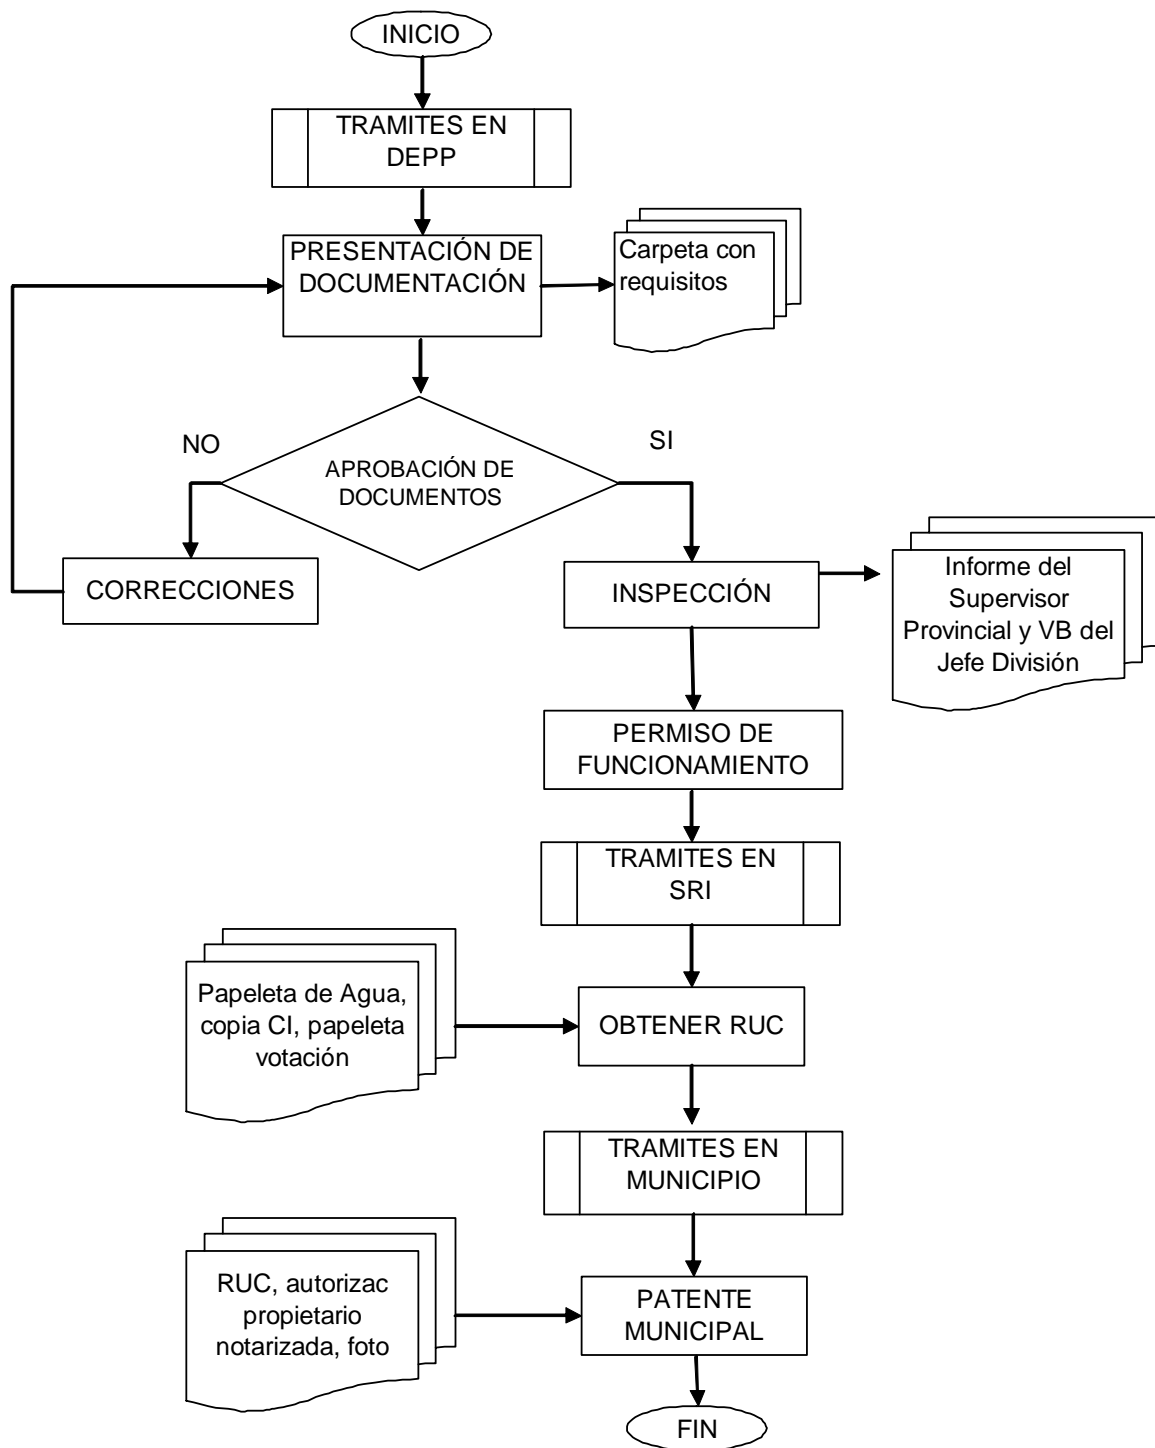 INICIO
TRAMITES EN
DEPP
PRESENTACIÓN DE
DOCUMENTACIÓN
Carpeta con
requisitos
NO
SI
APROBACIÓN DE
DOCUMENTOS
CORRECCIONES
INSPECCIÓN
Informe del
Supervisor
Provincial y VB del
Jefe División
PERMISO DE
FUNCIONAMIENTO
TRAMITES EN
SRI
Papeleta de Agua,
copia CI, papeleta
votación
OBTENER RUC
TRAMITES EN
MUNICIPIO
RUC, autorizac
propietario
notarizada, foto
PATENTE
MUNICIPAL
FIN